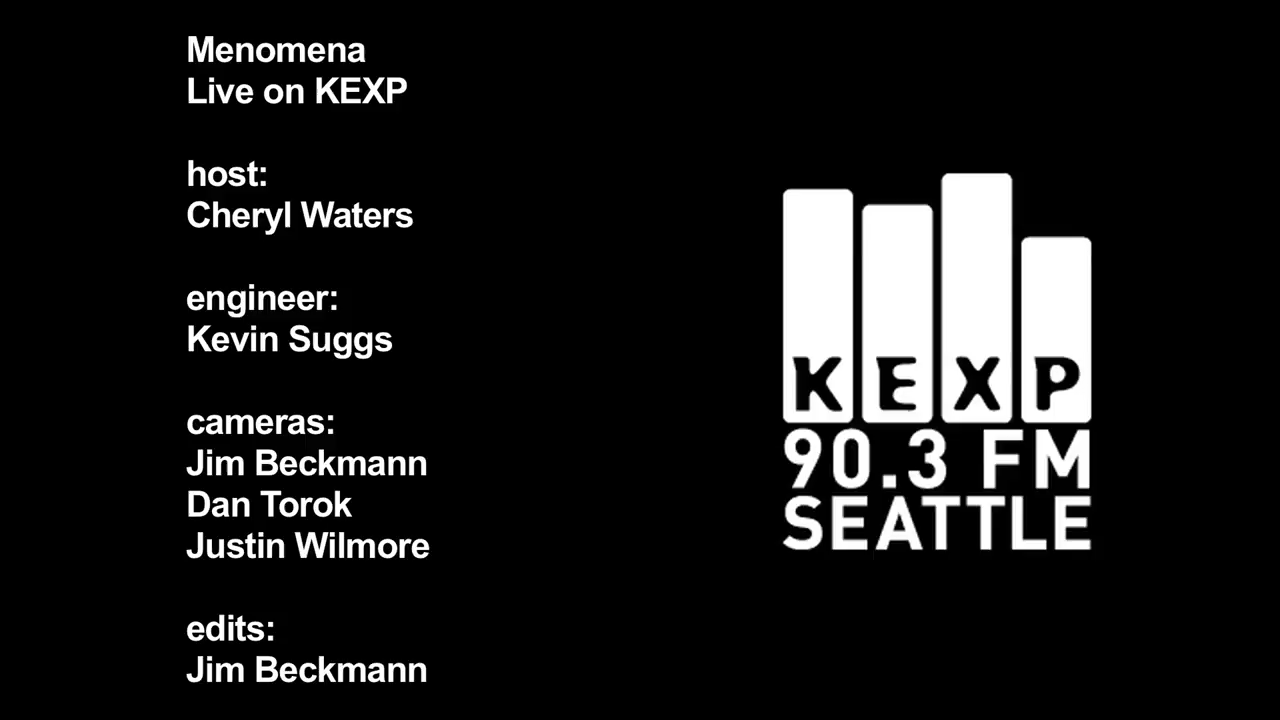 Menomena
Live on KEXP
host:
Cheryl Waters
engineer:
Kevin Suggs
cameras:
Jim Beckmann
Dan Torok
Justin Wilmore
edits:
Jim Beckmann
KEXP
90.3 FM
SEATTLE